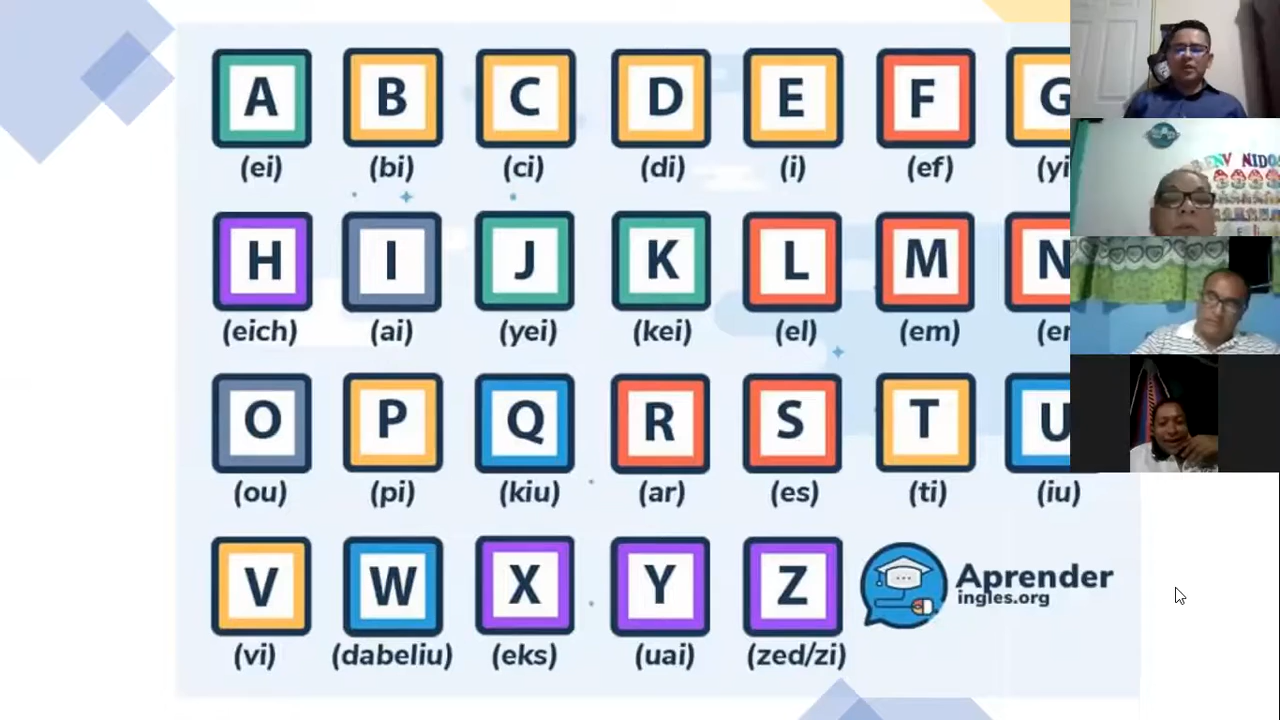 A B C D E F G
(ei) (bi) (ci) (di) (i) (ef) (yi
H I J K L M N
(eich) (ai) (yei) (kei) (el) (em)
O P Q R S T U
(ou) (pi) (kiu) (ar) (es) (ti) (iu)
V W X Y Z
(vi) (dabeliu) (eks) (uai) (zed/zi)
Aprender
ingles.org